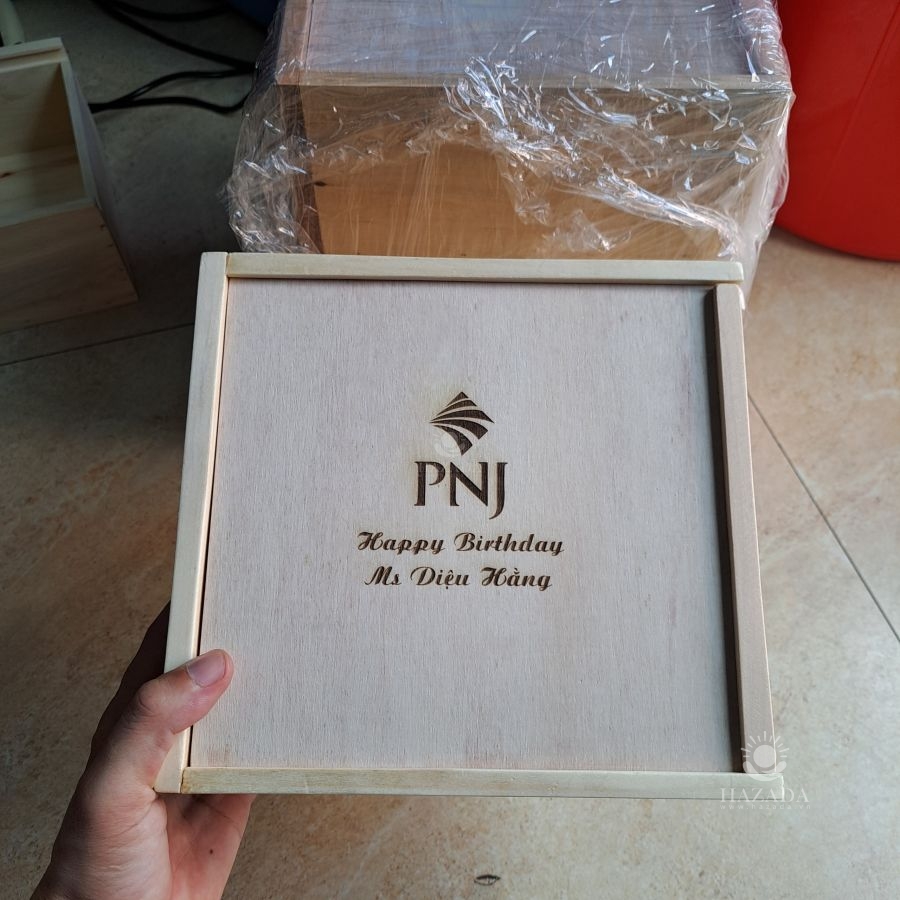 PNJ
Happy Birthday
Ms Diệu Hằng
HAZADA